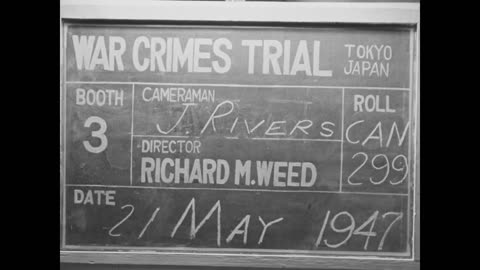 WAR CRIMES TRIAL
TOKYO
JAPAN
BOOTH
3
CAMERAMAN
J. RIVERS
DIRECTOR
RICHARD M. WEED
ROLL
CAN
299
DATE
21 MAY 1947